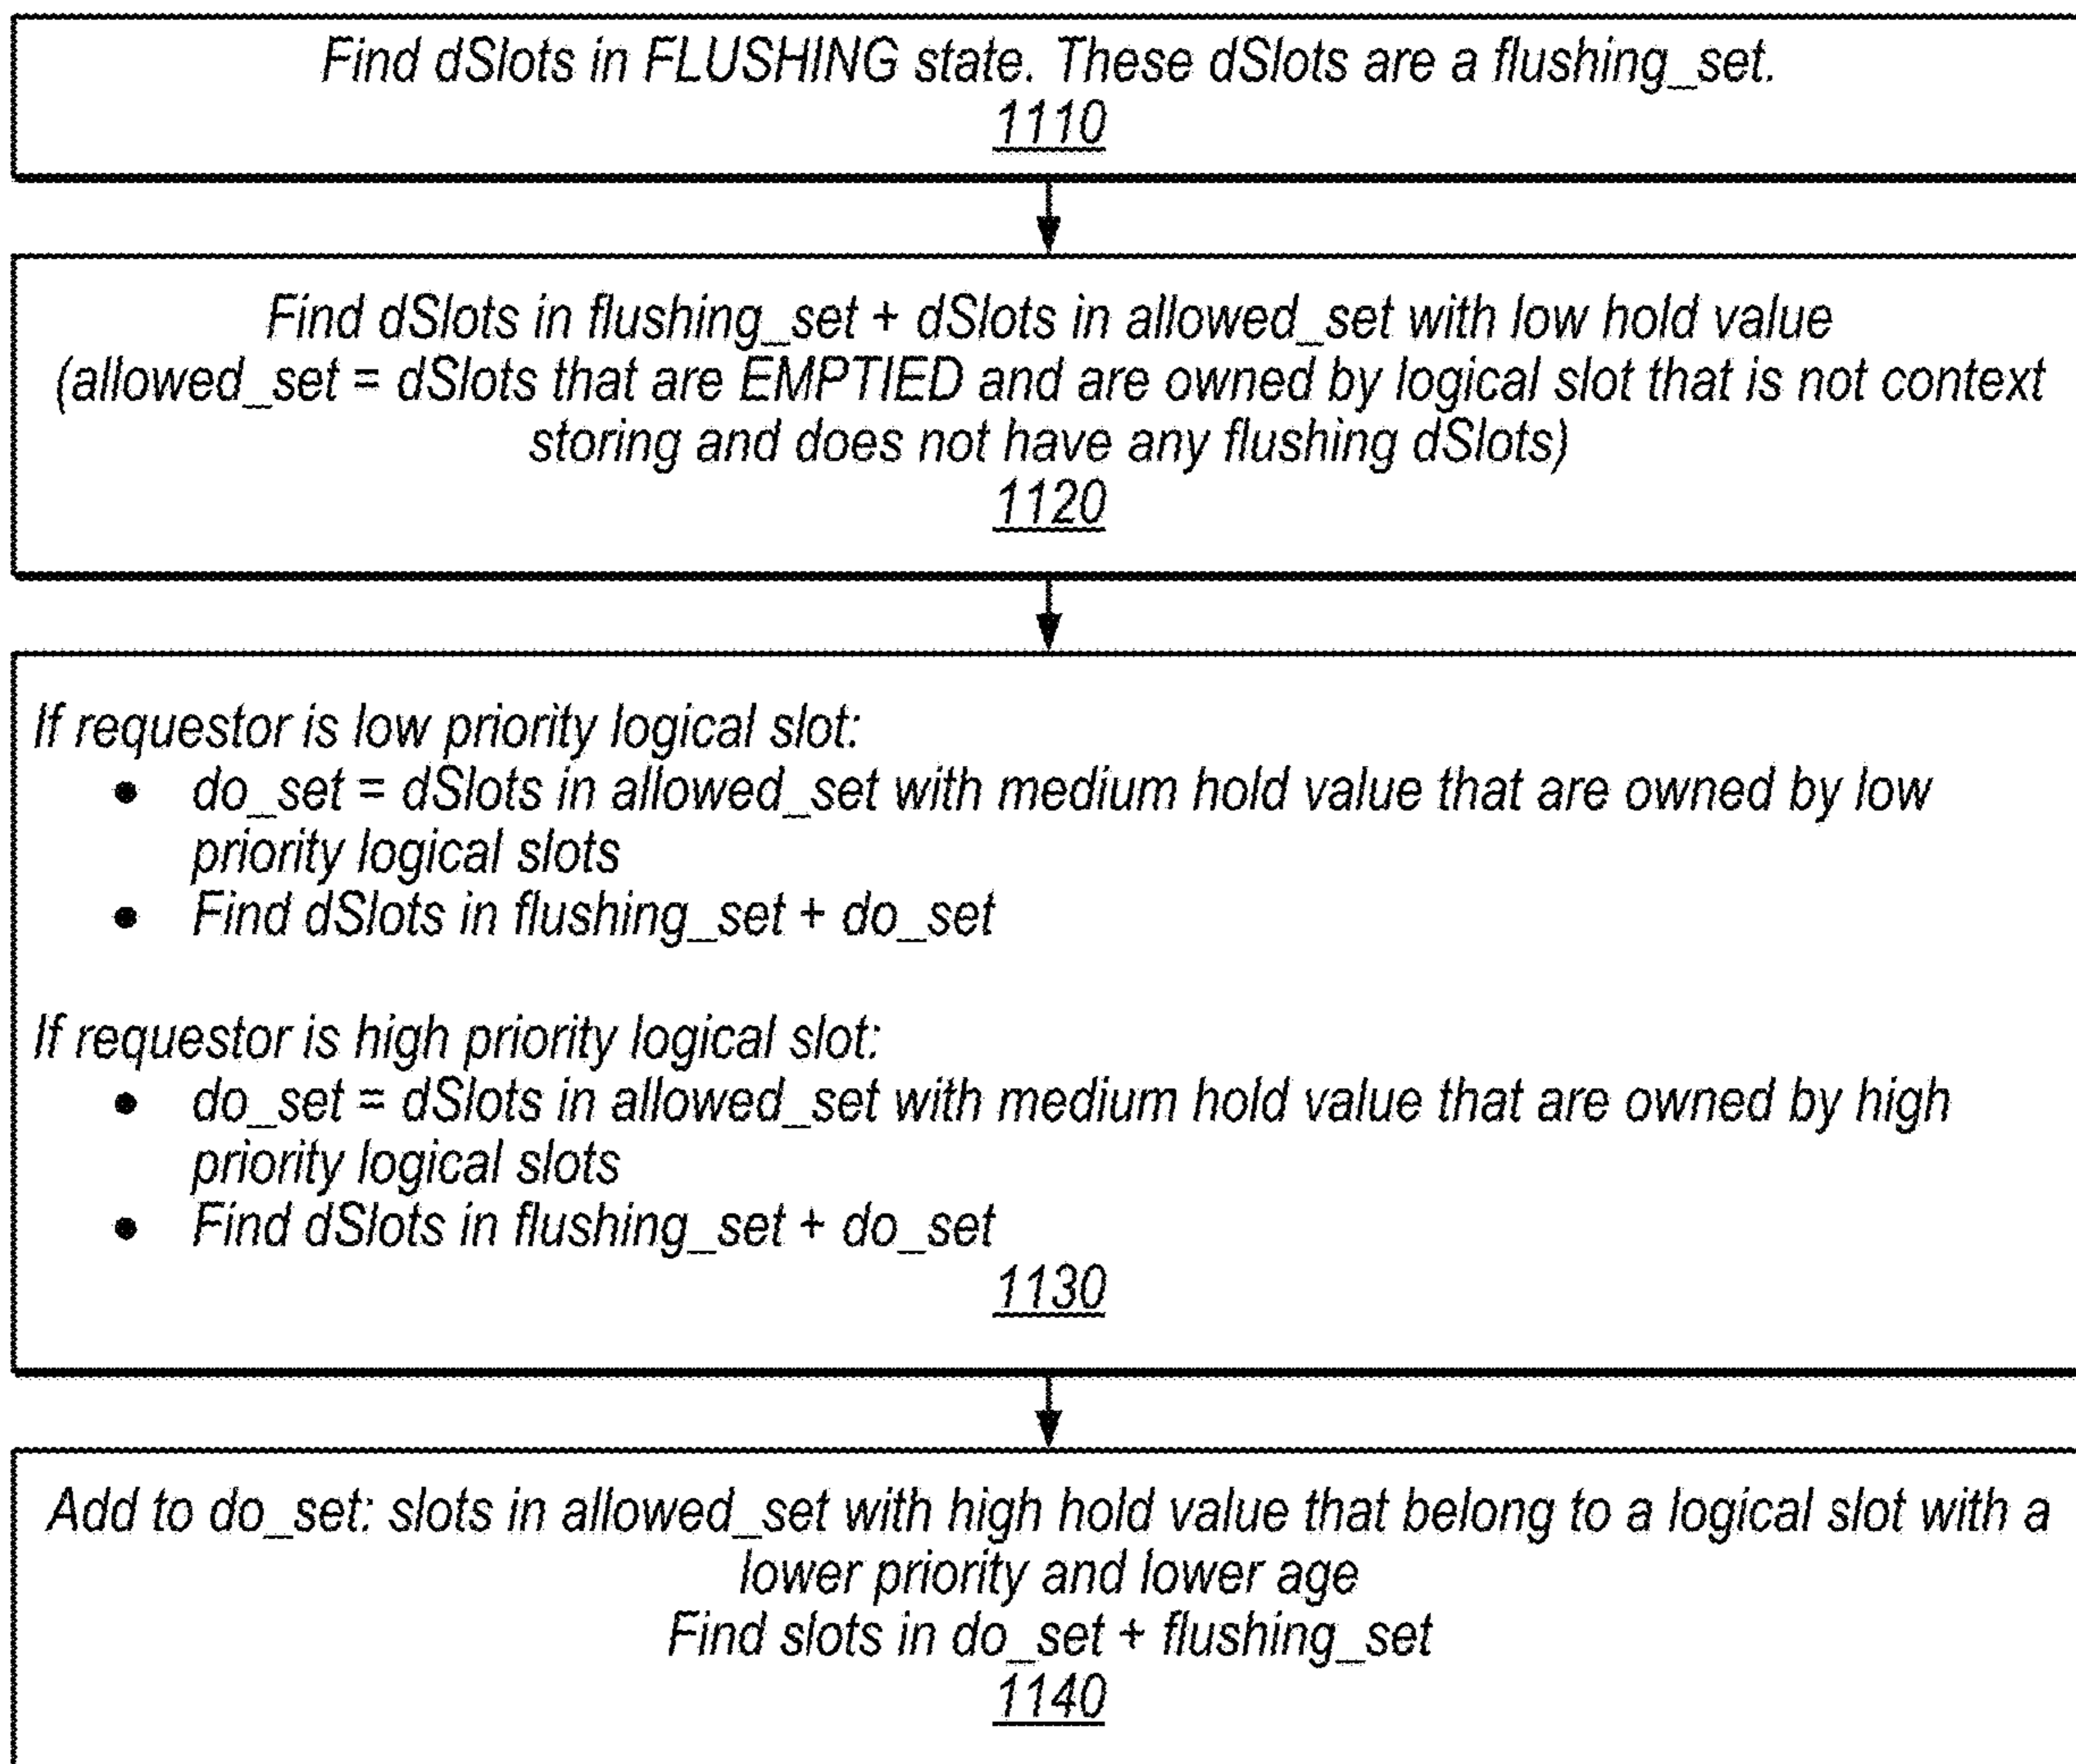 Find dSlots in FLUSHING state. These dSlots are a flushing_set.
1110
Find dSlots in flushing_set + dSlots in allowed_set with low hold value
(allowed_set = dSlots that are EMPTIED and are owned by logical slot that is not context
storing and does not have any flushing dSlots)
1120
If requestor is low priority logical slot:
• do_set = dSlots in allowed_set with medium hold value that are owned by low
priority logical slots
• Find dSlots in flushing_set + do_set
If requestor is high priority logical slot:
• do_set = dSlots in allowed_set with medium hold value that are owned by high
priority logical slots
• Find dSlots in flushing_set + do_set
1130
Add to do_set: slots in allowed_set with high hold value that belong to a logical slot with a
lower priority and lower age
Find slots in do_set + flushing_set
1140